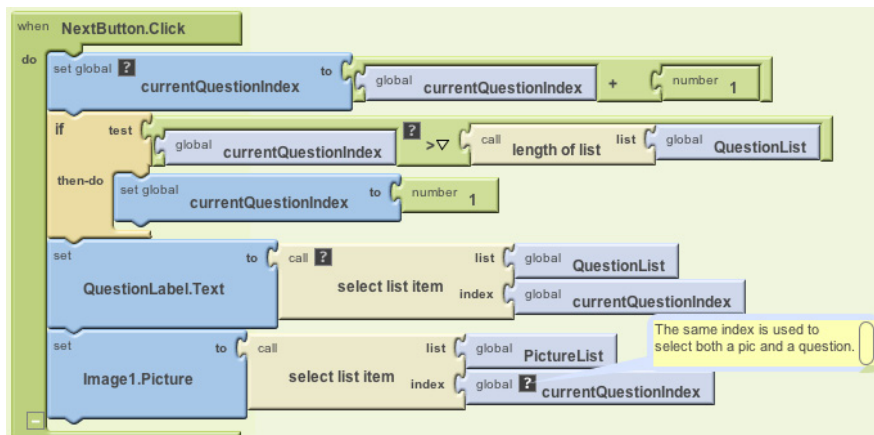 when NextButton.Click
do
set global ? currentQuestionIndex to global currentQuestionIndex + number 1
if test global currentQuestionIndex ? > call length of list list global QuestionList
then-do set global currentQuestionIndex to number 1
set QuestionLabel.Text to call ? select list item list global QuestionList
index global currentQuestionIndex
The same index is used to
select both a pic and a question.
set Image1.Picture to call select list item list global PictureList
index global ? currentQuestionIndex